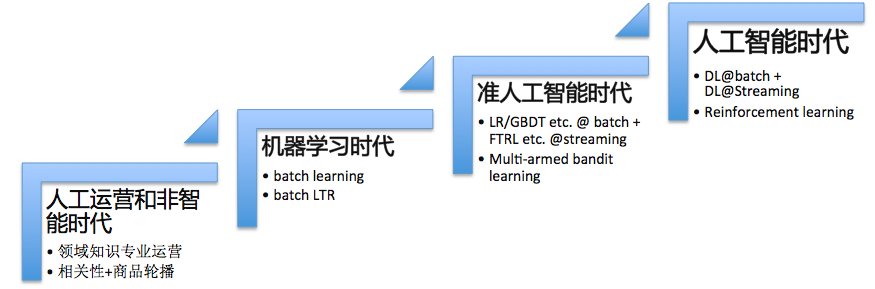 人工运营和非智
能时代
• 领域知识专业运营
• 相关性+商品轮播
机器学习时代
• batch learning
• batch LTR
准人工智能时代
• LR/GBDT etc. @ batch +
FTRL etc. @streaming
• Multi-armed bandit
learning
人工智能时代
• DL@batch +
DL@Streaming
• Reinforcement learning